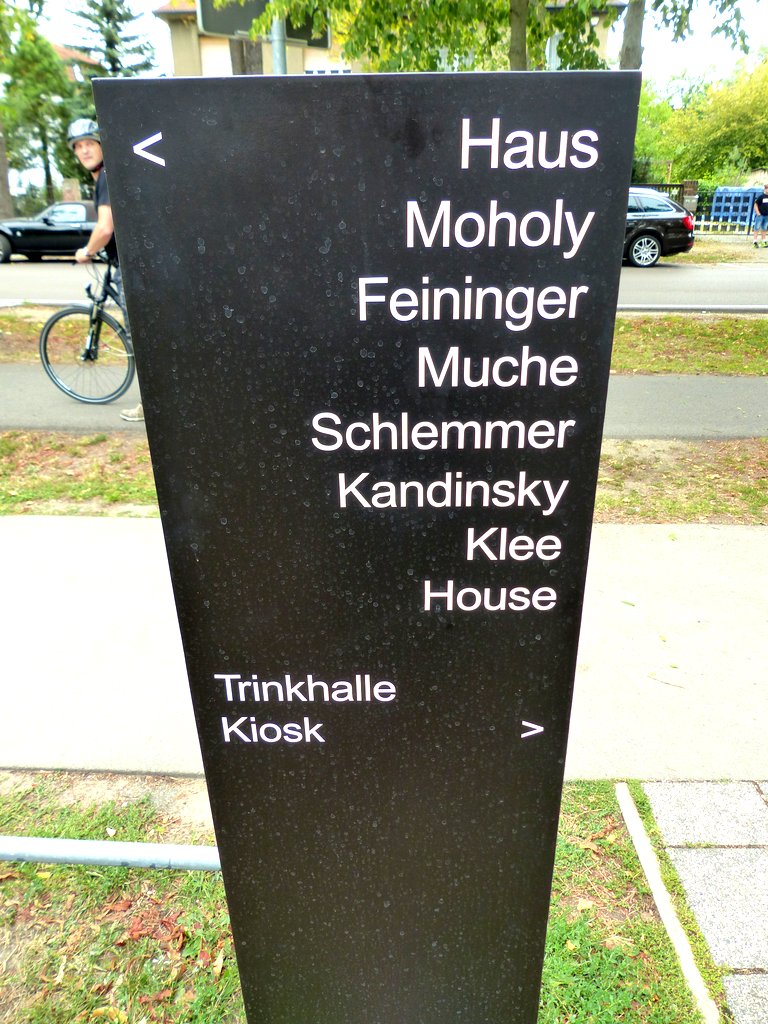 < Haus
Moholy
Feininger
Muche
Schlemmer
Kandinsky
Klee
House
Trinkhalle
Kiosk >